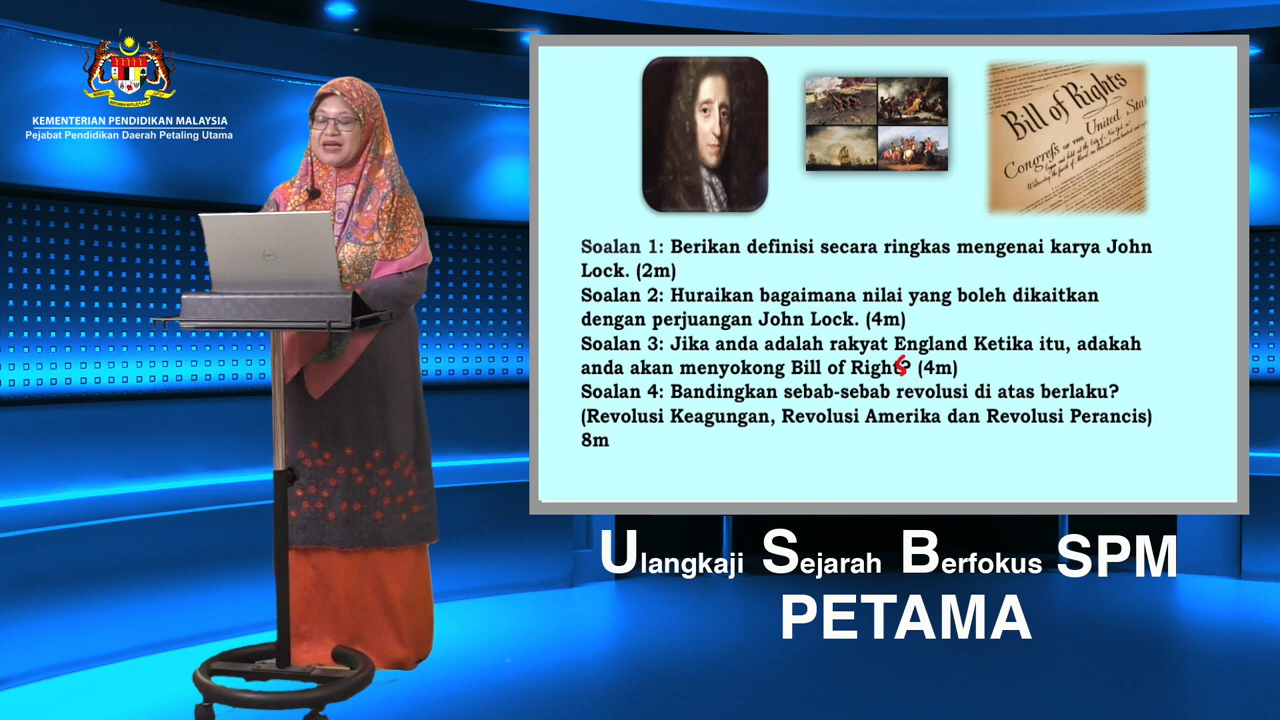 KEMENTERIAN PENDIDIKAN MALAYSIA
Pejabat Pendidikan Daerah Petaling Utama
Bill of Rights
Congress OF THE United Stat
Soalan 1: Berikan definisi secara ringkas mengenai karya John
Lock. (2m)
Soalan 2: Huraikan bagaimana nilai yang boleh dikaitkan
dengan perjuangan John Lock. (4m)
Soalan 3: Jika anda adalah rakyat England Ketika itu, adakah
anda akan menyokong Bill of Rights? (4m)
Soalan 4: Bandingkan sebab-sebab revolusi di atas berlaku?
(Revolusi Keagungan, Revolusi Amerika dan Revolusi Perancis)
8m
Ulangkaji Sejarah Berfokus SPM
PETAMA